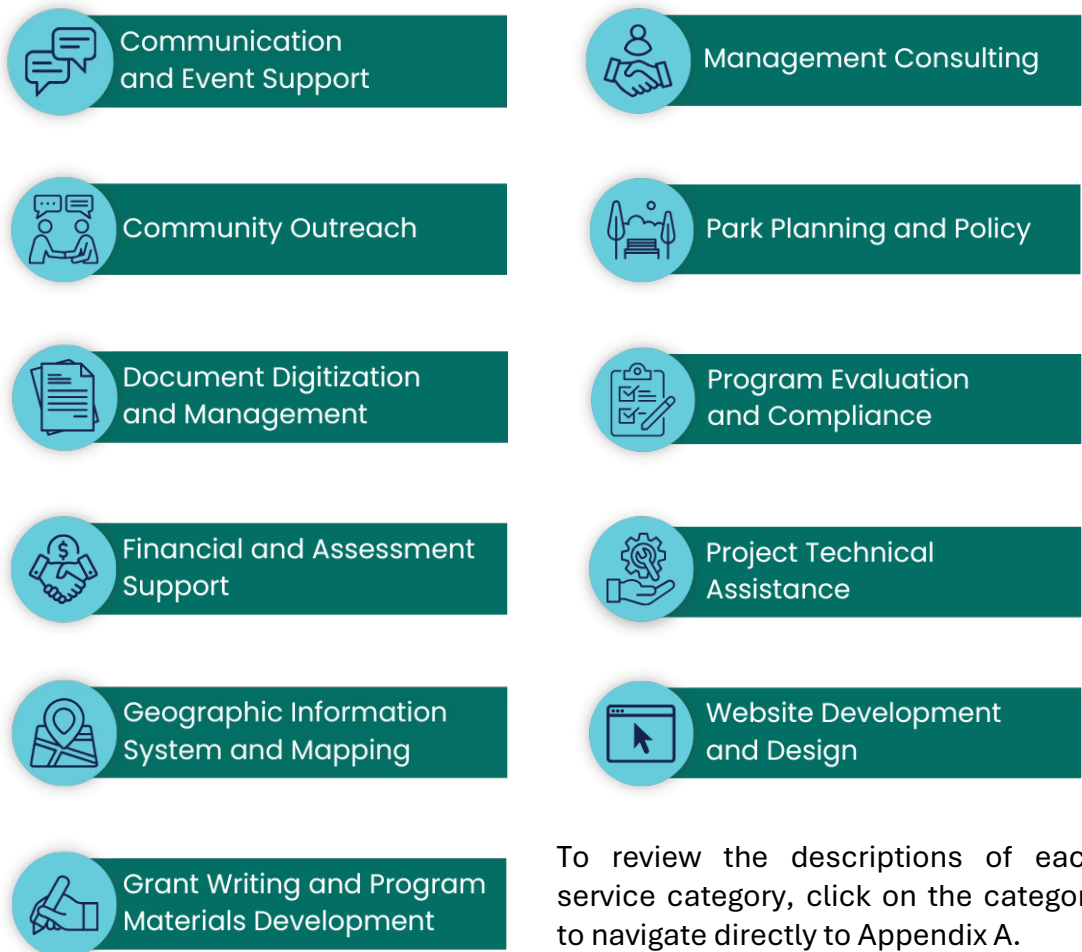 Communication
and Event Support
Community Outreach
Document Digitization
and Management
Financial and Assessment
Support
Geographic Information
System and Mapping
Grant Writing and Program
Materials Development
Management Consulting
Park Planning and Policy
Program Evaluation
and Compliance
Project Technical
Assistance
Website Development
and Design
To review the descriptions of eac
service category, click on the categor
to navigate directly to Appendix A.